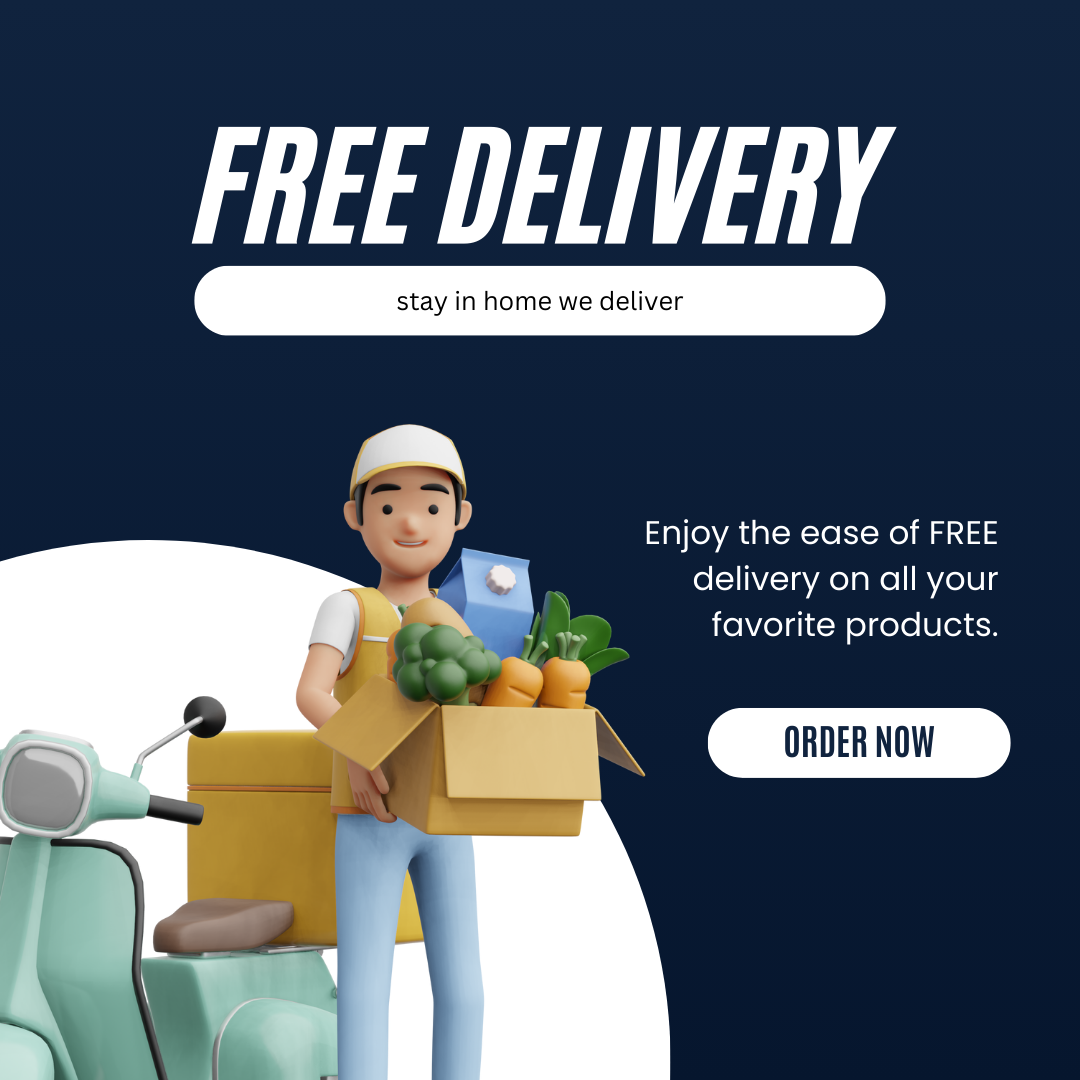 FREE DELIVERY
stay in home we deliver
Enjoy the ease of FREE
delivery on all your
favorite products.
ORDER NOW